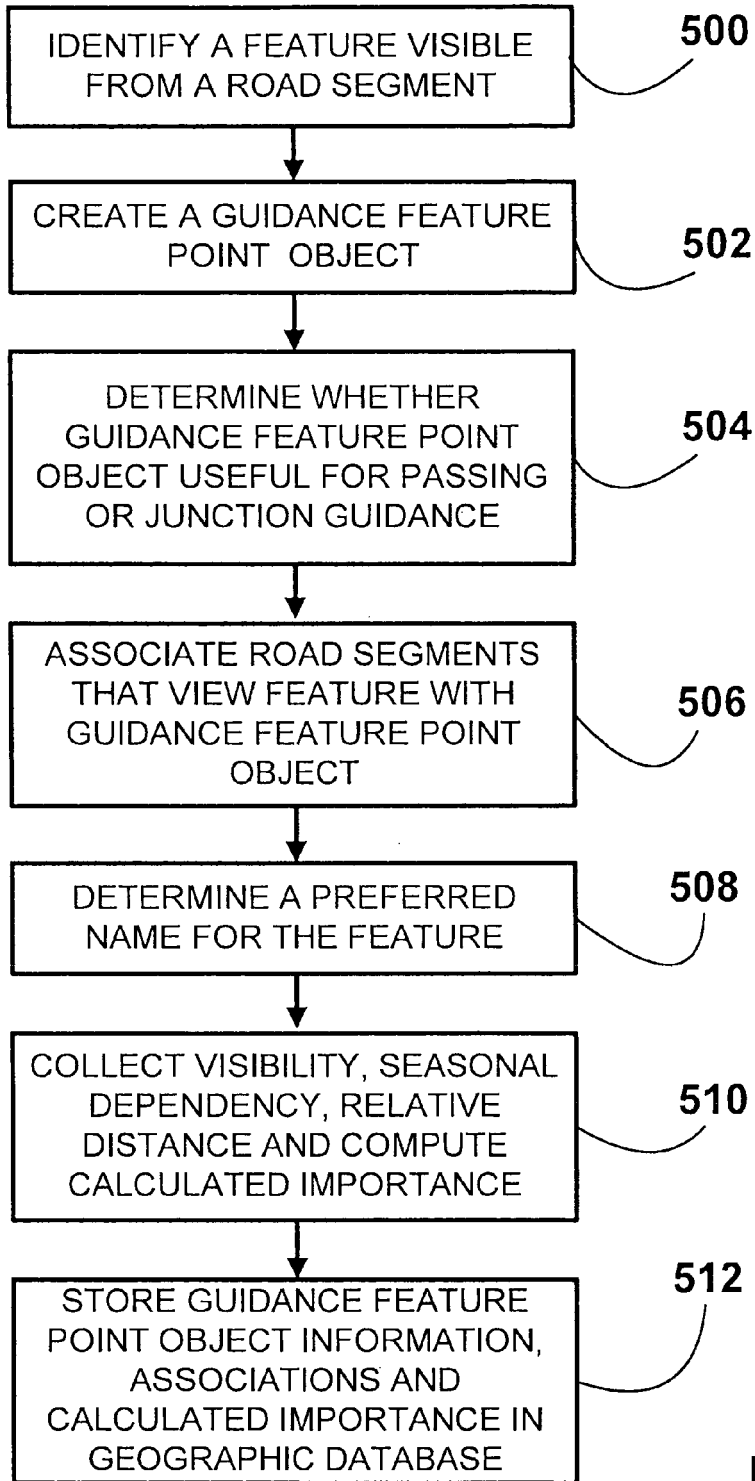 IDENTIFY A FEATURE VISIBLE
FROM A ROAD SEGMENT
500
CREATE A GUIDANCE FEATURE
POINT OBJECT
502
DETERMINE WHETHER
GUIDANCE FEATURE POINT
OBJECT USEFUL FOR PASSING
OR JUNCTION GUIDANCE
504
ASSOCIATE ROAD SEGMENTS
THAT VIEW FEATURE WITH
GUIDANCE FEATURE POINT
OBJECT
506
DETERMINE A PREFERRED
NAME FOR THE FEATURE
508
COLLECT VISIBILITY, SEASONAL
DEPENDENCY, RELATIVE
DISTANCE AND COMPUTE
CALCULATED IMPORTANCE
510
STORE GUIDANCE FEATURE
POINT OBJECT INFORMATION,
ASSOCIATIONS AND
CALCULATED IMPORTANCE IN
GEOGRAPHIC DATABASE
512